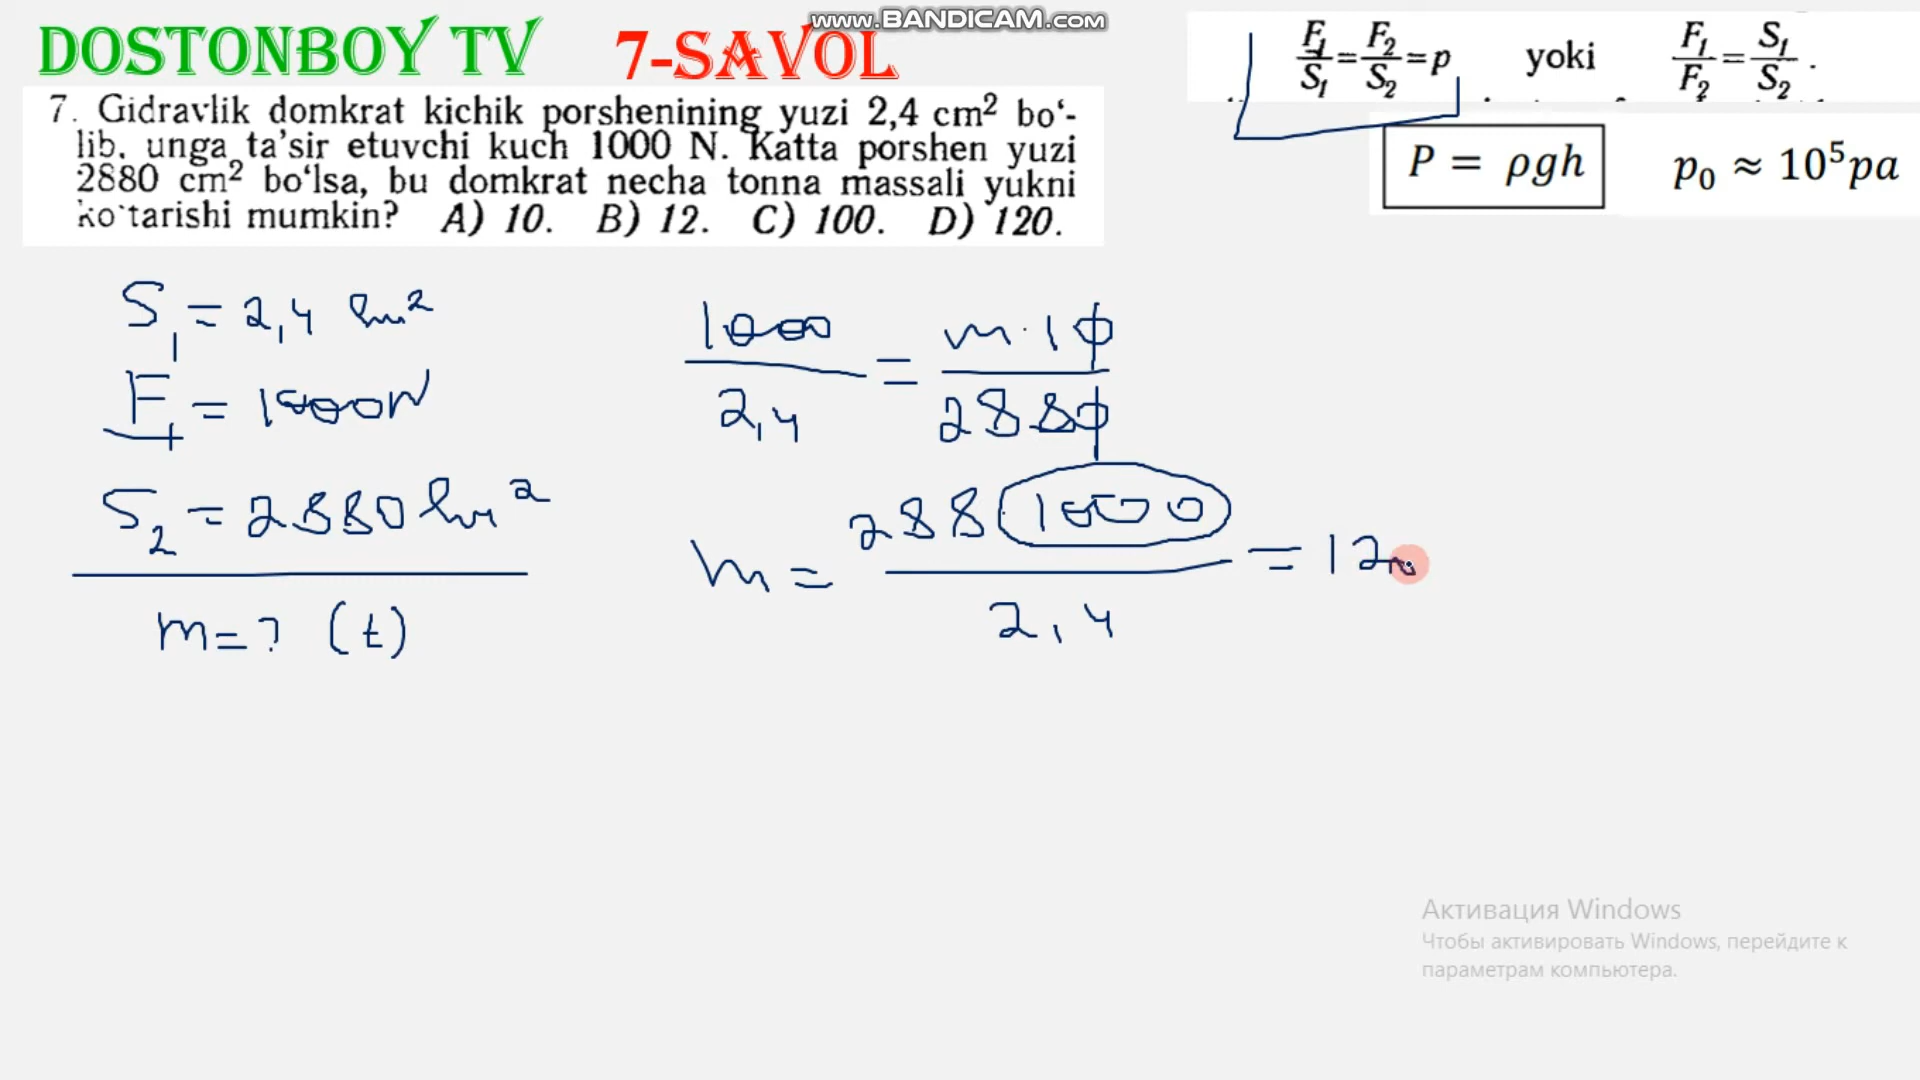 www.BANDICAM.com
DOSTONBOY TV 7-SAVOL
7. Gidravlik domkrat kichik porshenining yuzi 2,4 cm² bo‘-
lib, unga ta’sir etuvchi kuch 1000 N. Katta porshen yuzi
2880 cm² bo‘lsa, bu domkrat necha tonna massali yukni
ko‘tarishi mumkin? A) 10. B) 12. C) 100. D) 120.
F₁/S₁ = F₂/S₂ = p yoki F₁/F₂ = S₁/S₂ .
P = ρgh p₀ ≈ 10⁵pa
S₁ = 2,4 sm²
F₁ = 1000N
S₂ = 2880 sm²
m = ? (t)
1000/2,4 = m·10/2880
m = 288 1000/2,4 = 12
Активация Windows
Чтобы активировать Windows, перейдите к
параметрам компьютера.